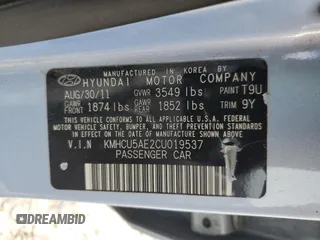 MANUFACTURED IN KOREA BY
HYUNDAI MOTOR COMPANY
AUG/30/11 GVWR 3549 lbs PAINT T9U
GAWR FRONT 1874 lbs GAWR REAR 1852 lbs TRIM 9Y
THIS VEHICLE CONFORMS TO ALL APPLICABLE U.S.
FEDERAL MOTOR VEHICLE SAFETY, BUMPER, AND
THEFT PREVENTION STANDARDS IN EFFECT ON THE
DATE OF MANUFACTURE SHOWN ABOVE.
V.I.N KMHCU5AE2CU019537
PASSENGER CAR